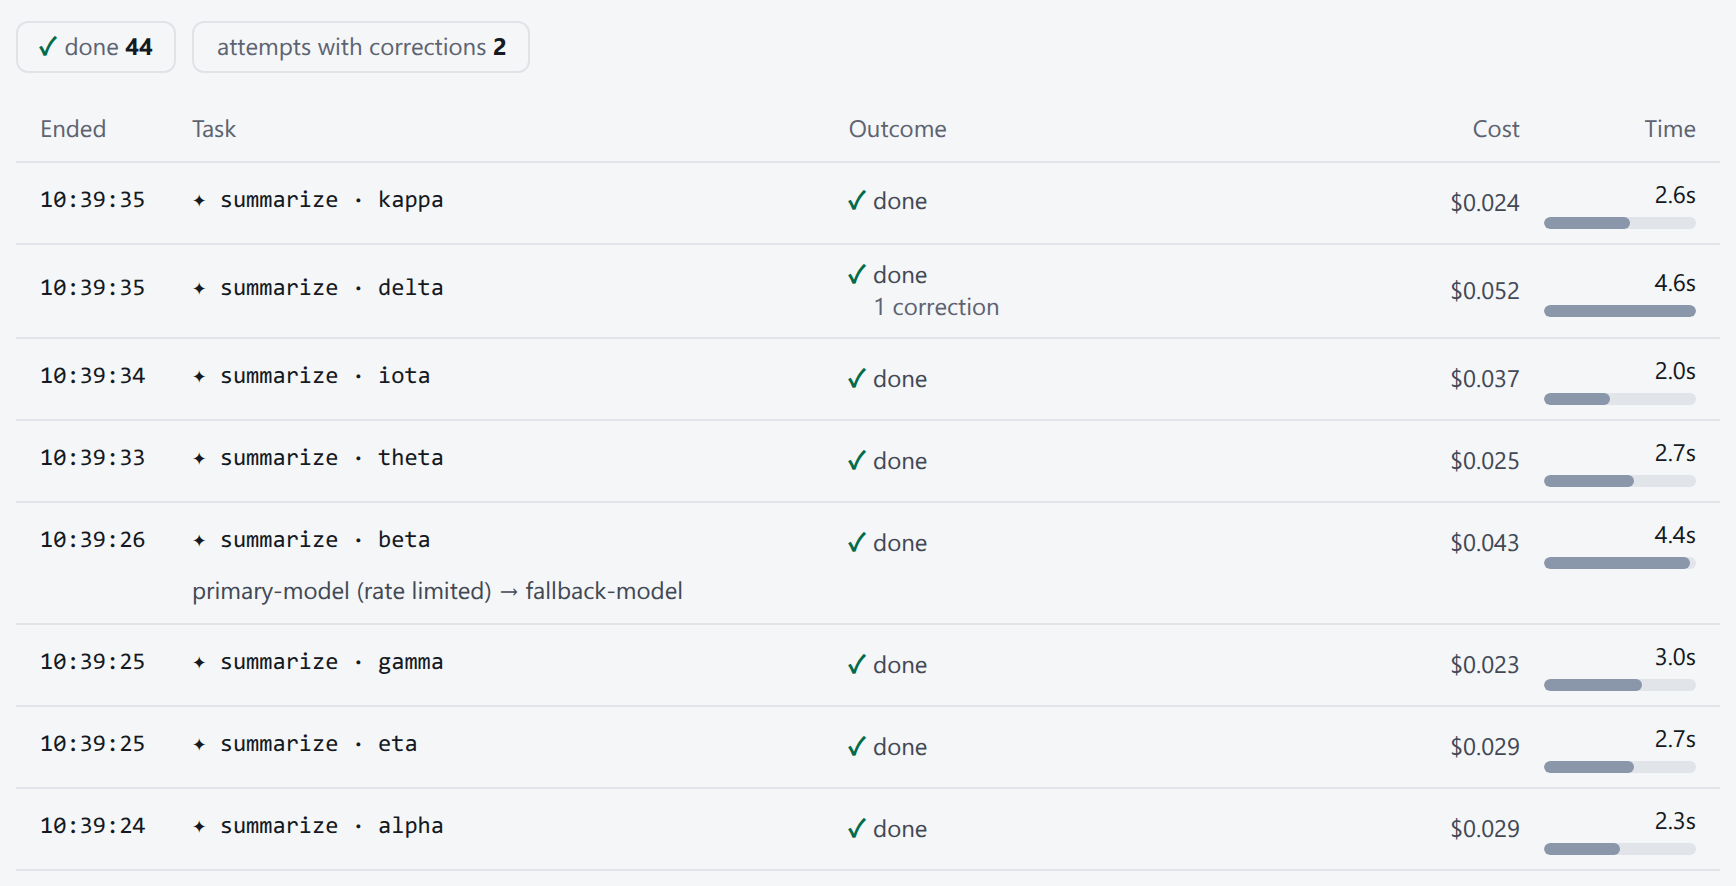 ✓ done 44 attempts with corrections 2
Ended Task Outcome Cost Time
10:39:35 ✦ summarize · kappa ✓ done $0.024 2.6s
10:39:35 ✦ summarize · delta ✓ done $0.052 4.6s
1 correction
10:39:34 ✦ summarize · iota ✓ done $0.037 2.0s
10:39:33 ✦ summarize · theta ✓ done $0.025 2.7s
10:39:26 ✦ summarize · beta ✓ done $0.043 4.4s
primary-model (rate limited) → fallback-model
10:39:25 ✦ summarize · gamma ✓ done $0.023 3.0s
10:39:25 ✦ summarize · eta ✓ done $0.029 2.7s
10:39:24 ✦ summarize · alpha ✓ done $0.029 2.3s